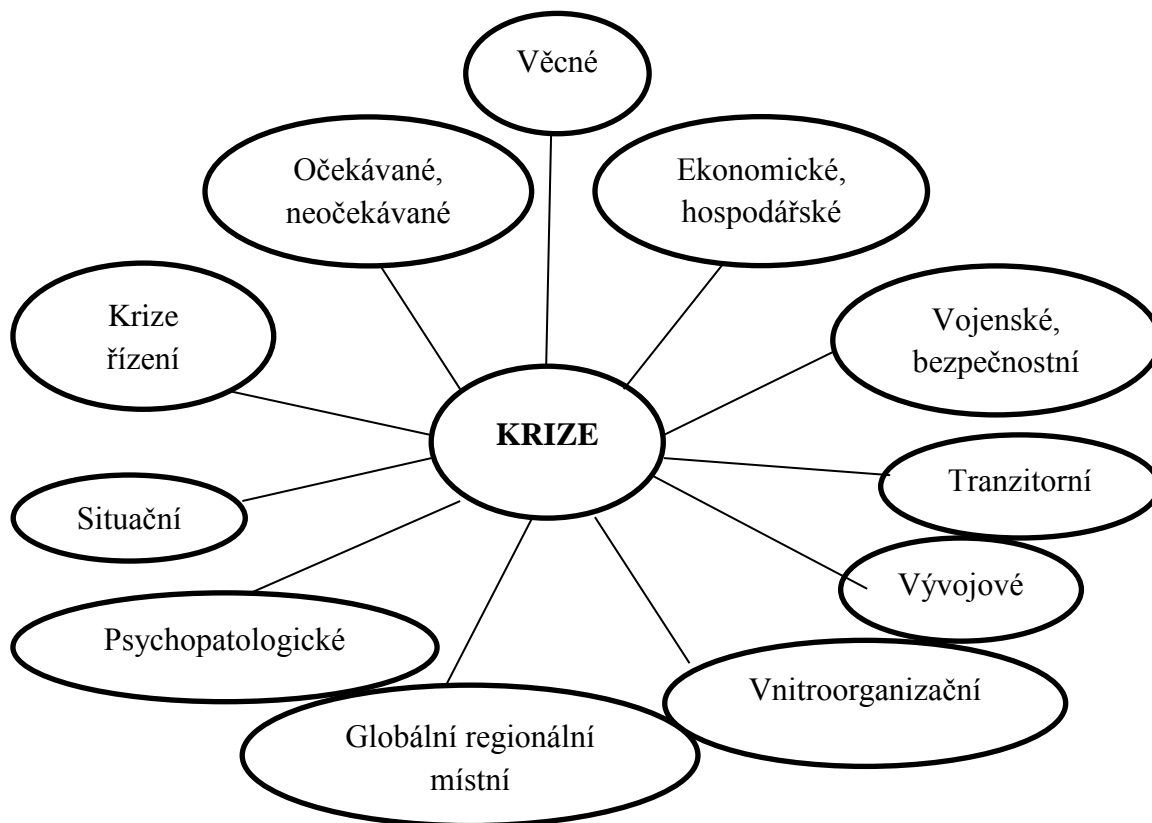 Věcné
Očekávané,
neočekávané
Ekonomické,
hospodářské
Krize
řízení
Vojenské,
bezpečnostní
KRIZE
Tranzitorní
Situační
Vývojové
Psychopatologické
Vnitroorganizační
Globální regionální
místní